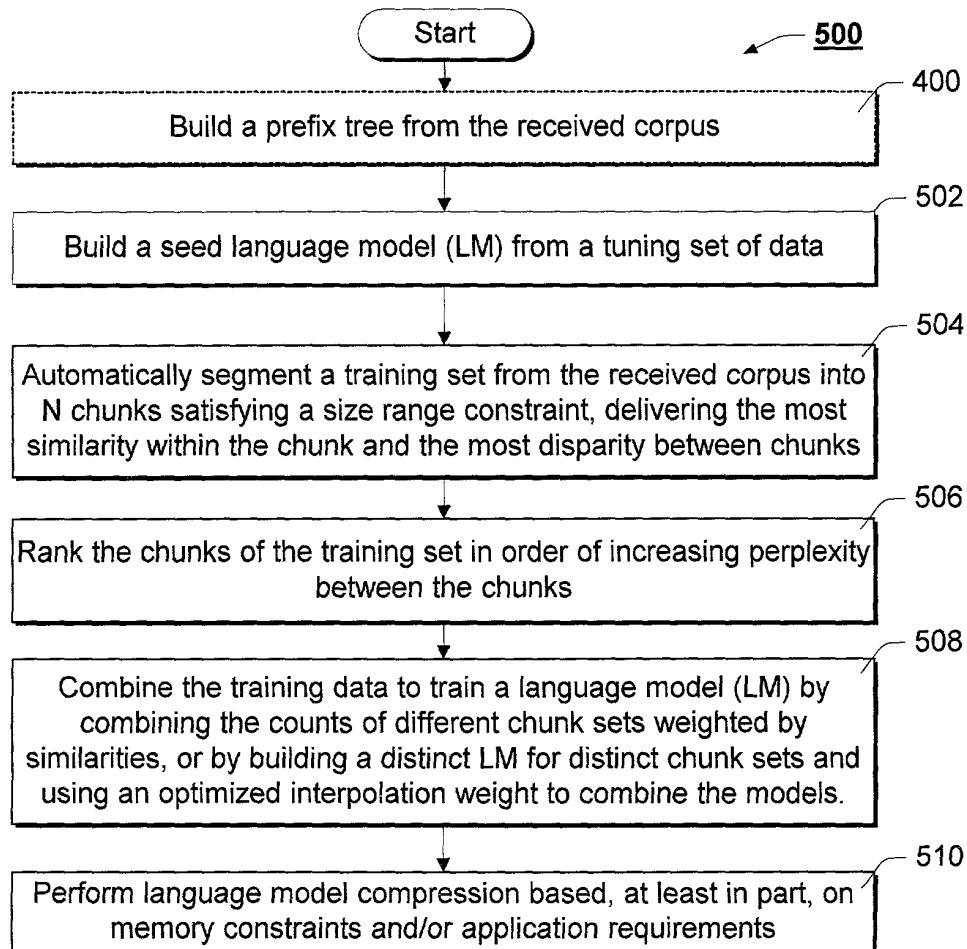 Start
500
400
Build a prefix tree from the received corpus
502
Build a seed language model (LM) from a tuning set of data
504
Automatically segment a training set from the received corpus into
N chunks satisfying a size range constraint, delivering the most
similarity within the chunk and the most disparity between chunks
506
Rank the chunks of the training set in order of increasing perplexity
between the chunks
508
Combine the training data to train a language model (LM) by
combining the counts of different chunk sets weighted by
similarities, or by building a distinct LM for distinct chunk sets and
using an optimized interpolation weight to combine the models.
510
Perform language model compression based, at least in part, on
memory constraints and/or application requirements